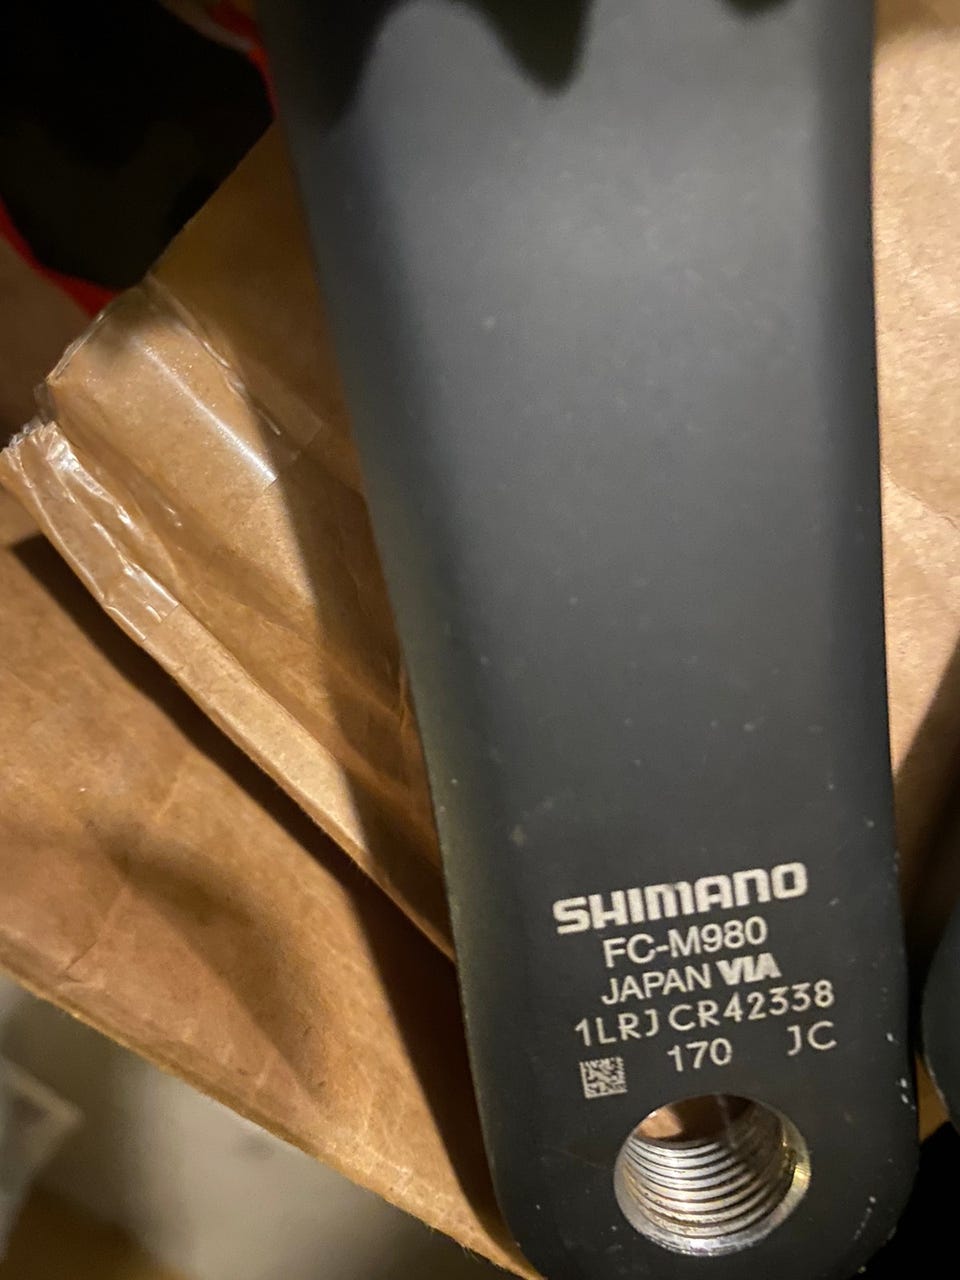 SHIMANO
FC-M980
JAPAN VIA
1LRJ CR42338
170 JC